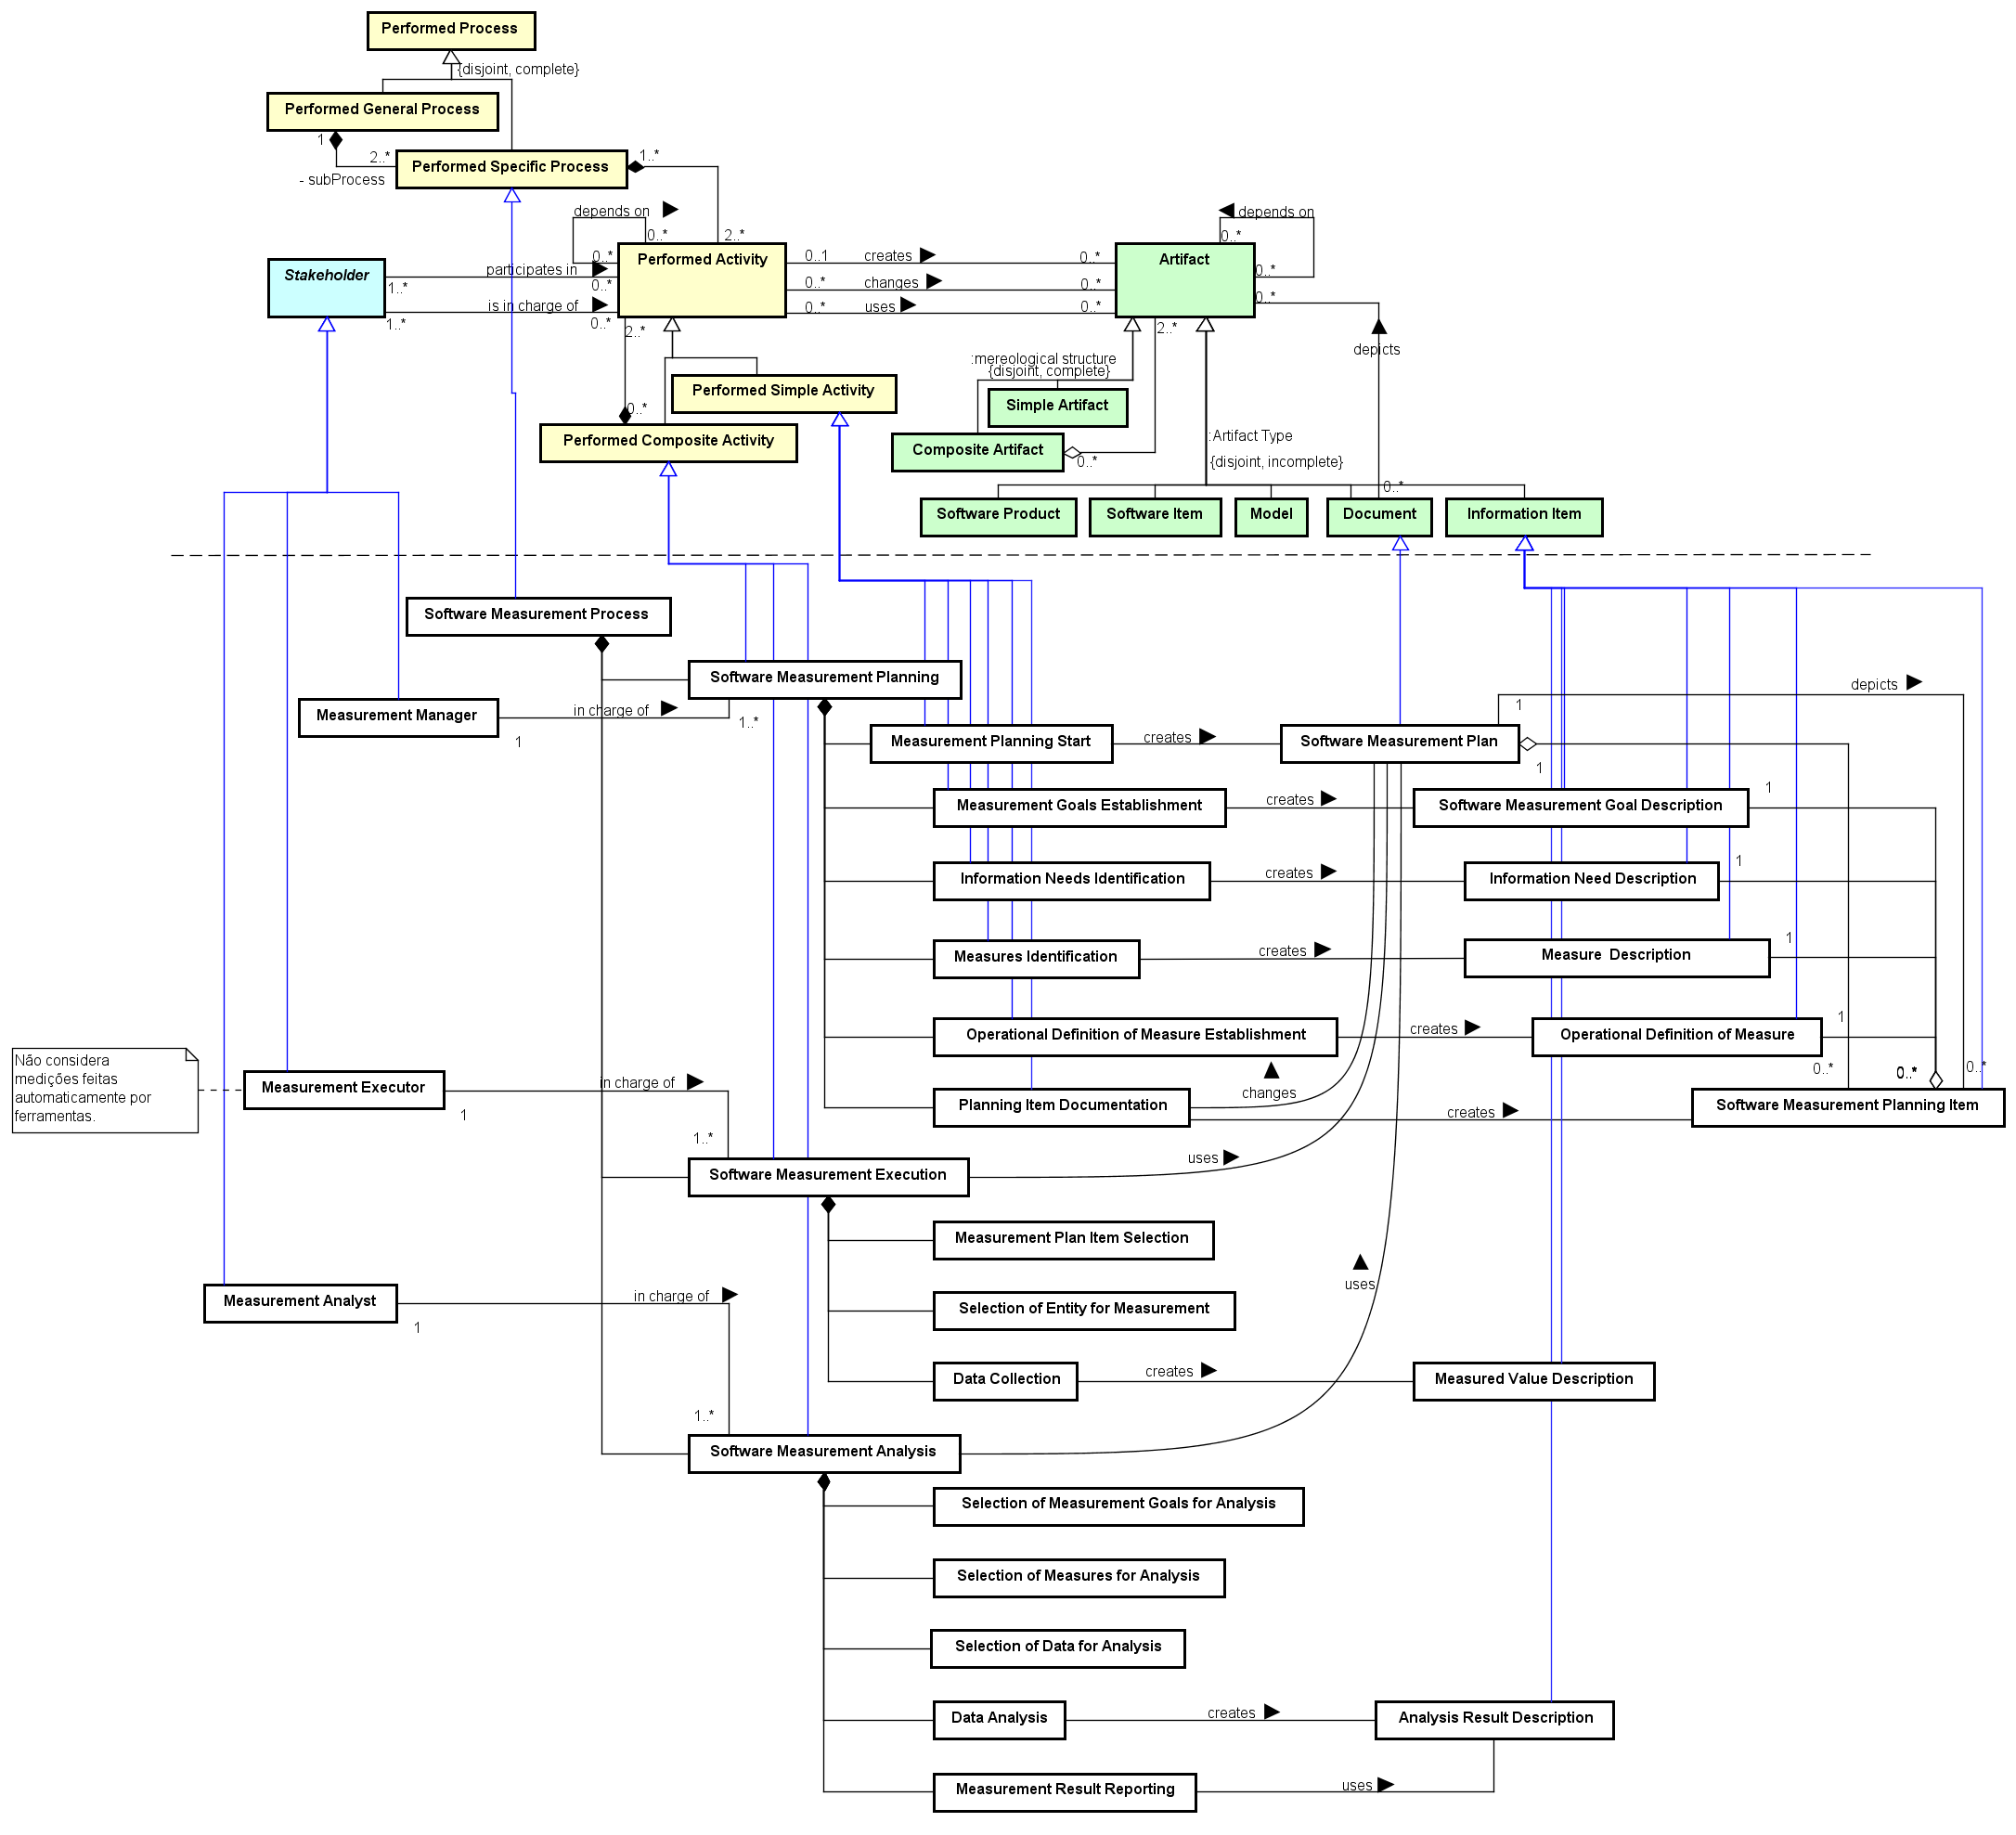 Performed Process
{disjoint, complete}
Performed General Process
1
2..*
- subProcess
Performed Specific Process
1..*
depends on
0..*
0..*
2..*
Stakeholder
participates in
1..*
0..*
is in charge of
1..*
0..*
Performed Activity
0..1
creates
0..*
0..*
changes
0..*
0..*
uses
0..*
Artifact
depends on
0..*
0..*
0..*
2..*
2..*
depicts
:mereological structure
{disjoint, complete}
Performed Simple Activity
Simple Artifact
0..*
Performed Composite Activity
Composite Artifact
0..*
:Artifact Type
{disjoint, incomplete}
0..*
Software Product
Software Item
Model
Document
Information Item
Software Measurement Process
Software Measurement Planning
depicts
Measurement Manager
in charge of
1
1..*
1
Measurement Planning Start
creates
Software Measurement Plan
1
Measurement Goals Establishment
creates
Software Measurement Goal Description
1
Information Needs Identification
creates
Information Need Description
1
Measures Identification
creates
Measure  Description
1
Operational Definition of Measure Establishment
creates
Operational Definition of Measure
1
Não considera
medições feitas
automaticamente por
ferramentas.
Measurement Executor
in charge of
1
1..*
changes
0..*
0..*
0..*
Planning Item Documentation
creates
Software Measurement Planning Item
Software Measurement Execution
uses
Measurement Plan Item Selection
Measurement Analyst
in charge of
1
1..*
uses
Selection of Entity for Measurement
Data Collection
creates
Measured Value Description
Software Measurement Analysis
Selection of Measurement Goals for Analysis
Selection of Measures for Analysis
Selection of Data for Analysis
Data Analysis
creates
Analysis Result Description
Measurement Result Reporting
uses